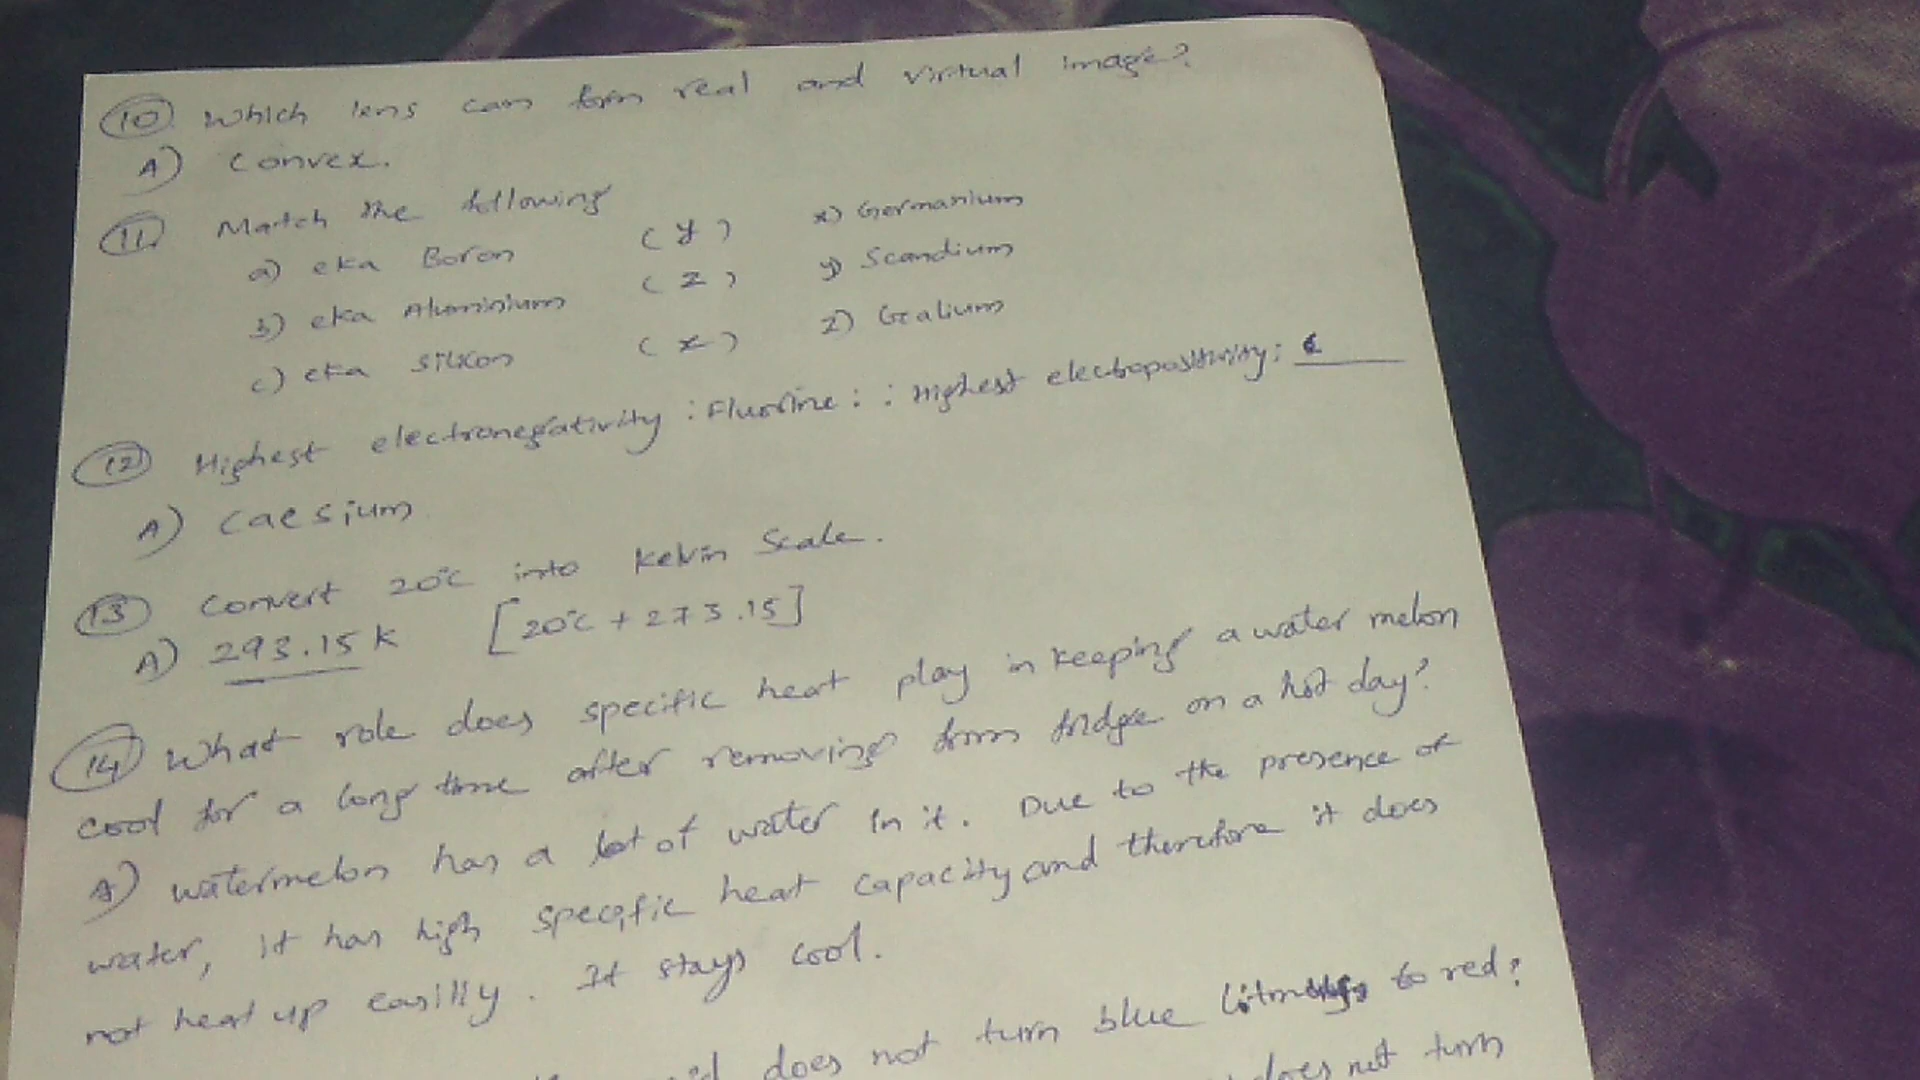 10. Which lens can form real and virtual image?
A) Convex.
11. Match the following
a) eka Boron (y) x) Germanium
b) eka Aluminium (z) y) Scandium
c) eka silicon (x) z) Galium
12 Highest electronegativity : Fluorine : : Highest electropositivity : ____
A) Caesium
13 Convert 20°C into Kelvin Scale.
A) 293.15 K [20°C + 273.15]
14 What role does specific heat play in keeping a water melon
cool for a long time after removing from fridge on a hot day?
A) watermelon has a lot of water in it. Due to the presence of
water, it has high specific heat capacity and therefore it does
not heat up easilly. It stays cool.
does not turn blue to red?
does not turn